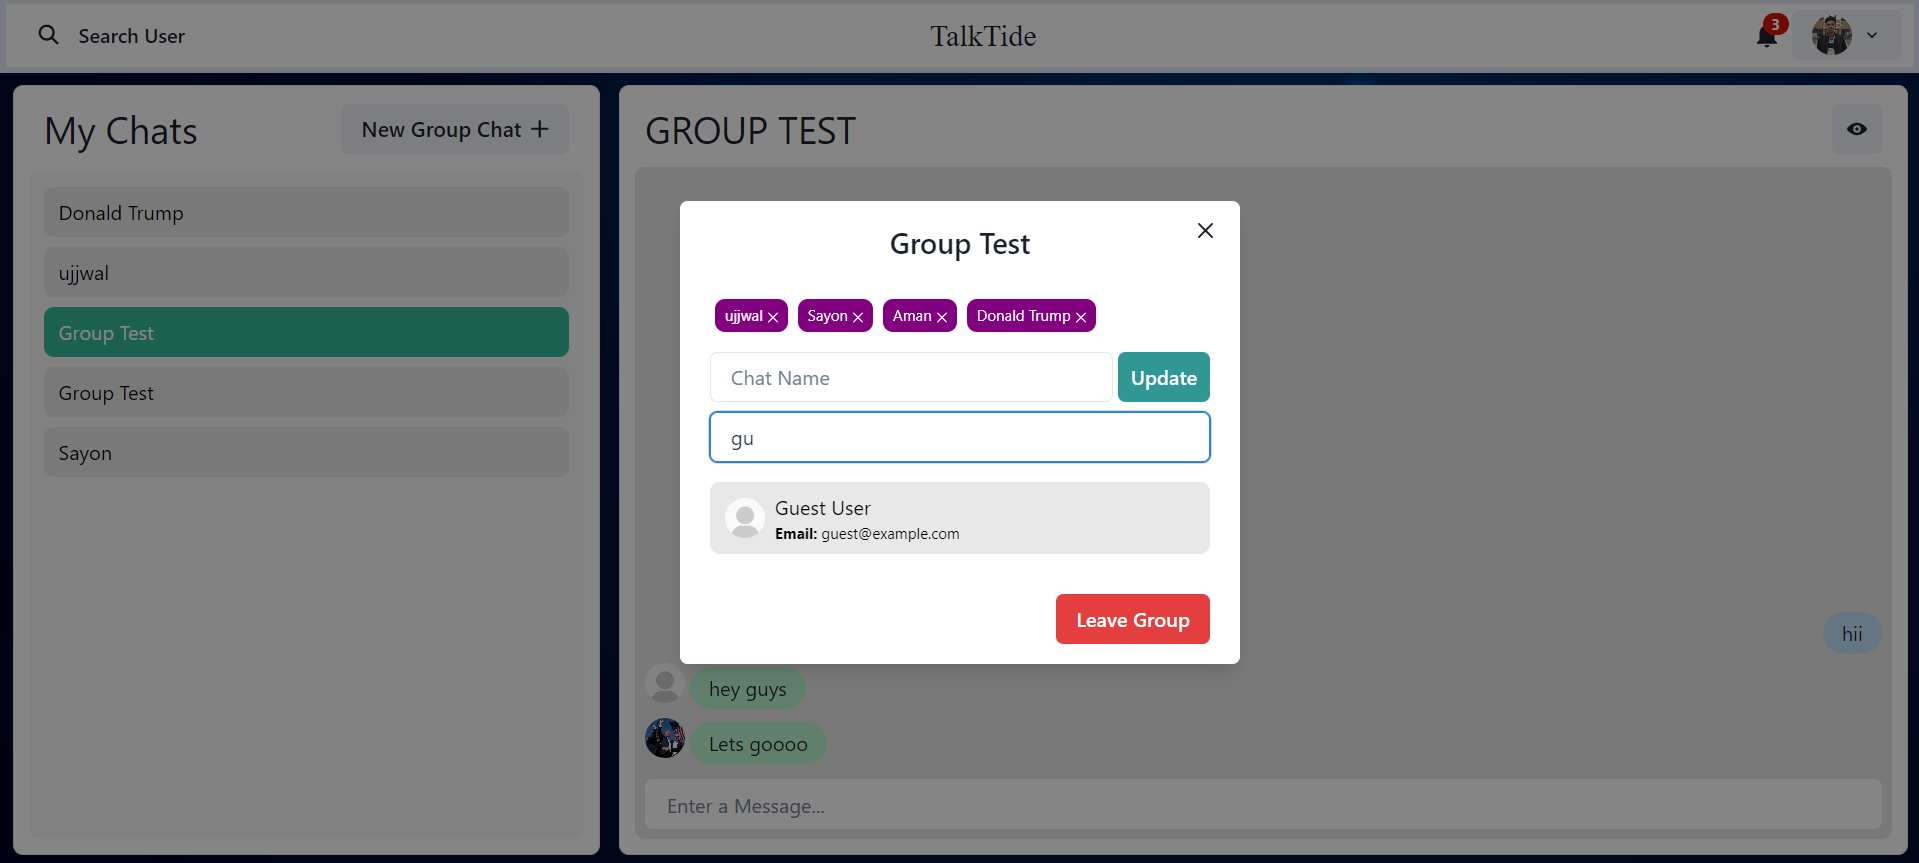 Search User
TalkTide
3
My Chats
New Group Chat
Donald Trump
ujjwal
Group Test
Group Test
Sayon
GROUP TEST
Group Test
ujjwal Sayon Aman Donald Trump
Chat Name
Update
gu
Guest User
Email: guest@example.com
Leave Group
hii
hey guys
Lets goooo
Enter a Message...